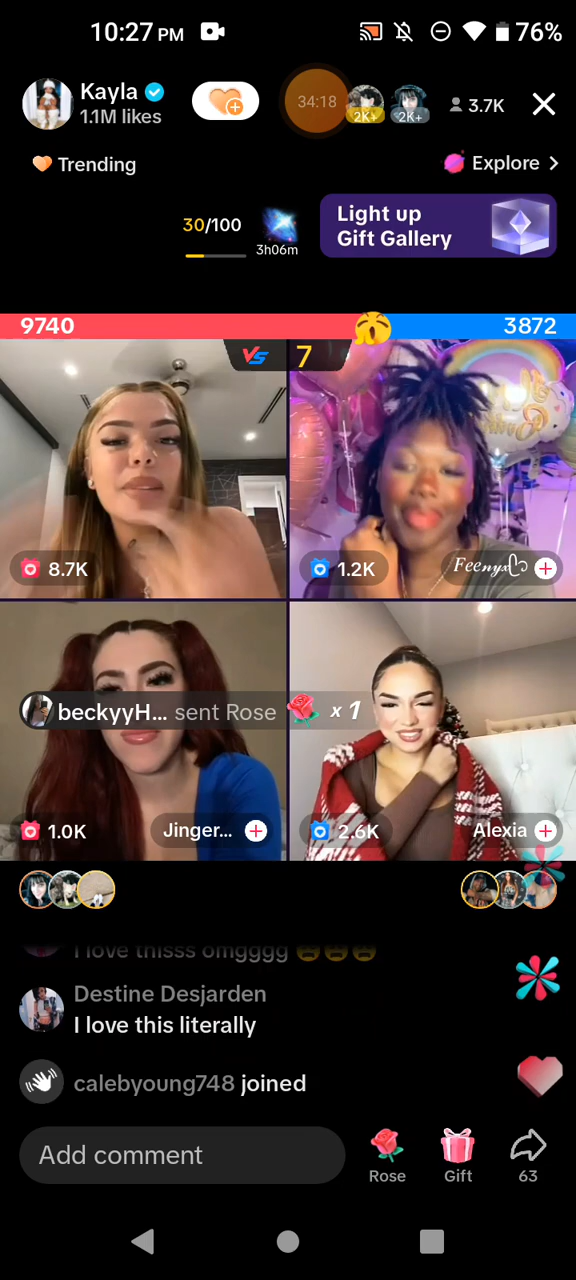 10:27 PM
76%
Kayla
1.1M likes
34:18
2K+
2K+
3.7K
Trending
Explore >
30/100
3h06m
Light up
Gift Gallery
9740
3872
VS
7
8.7K
1.2K
Feenyx
beckyyH... sent Rose x 1
1.0K
Jinger...
2.6K
Alexia
I love thisss omgggg
Destine Desjarden
I love this literally
calebyoung748 joined
Add comment
Rose
Gift
63